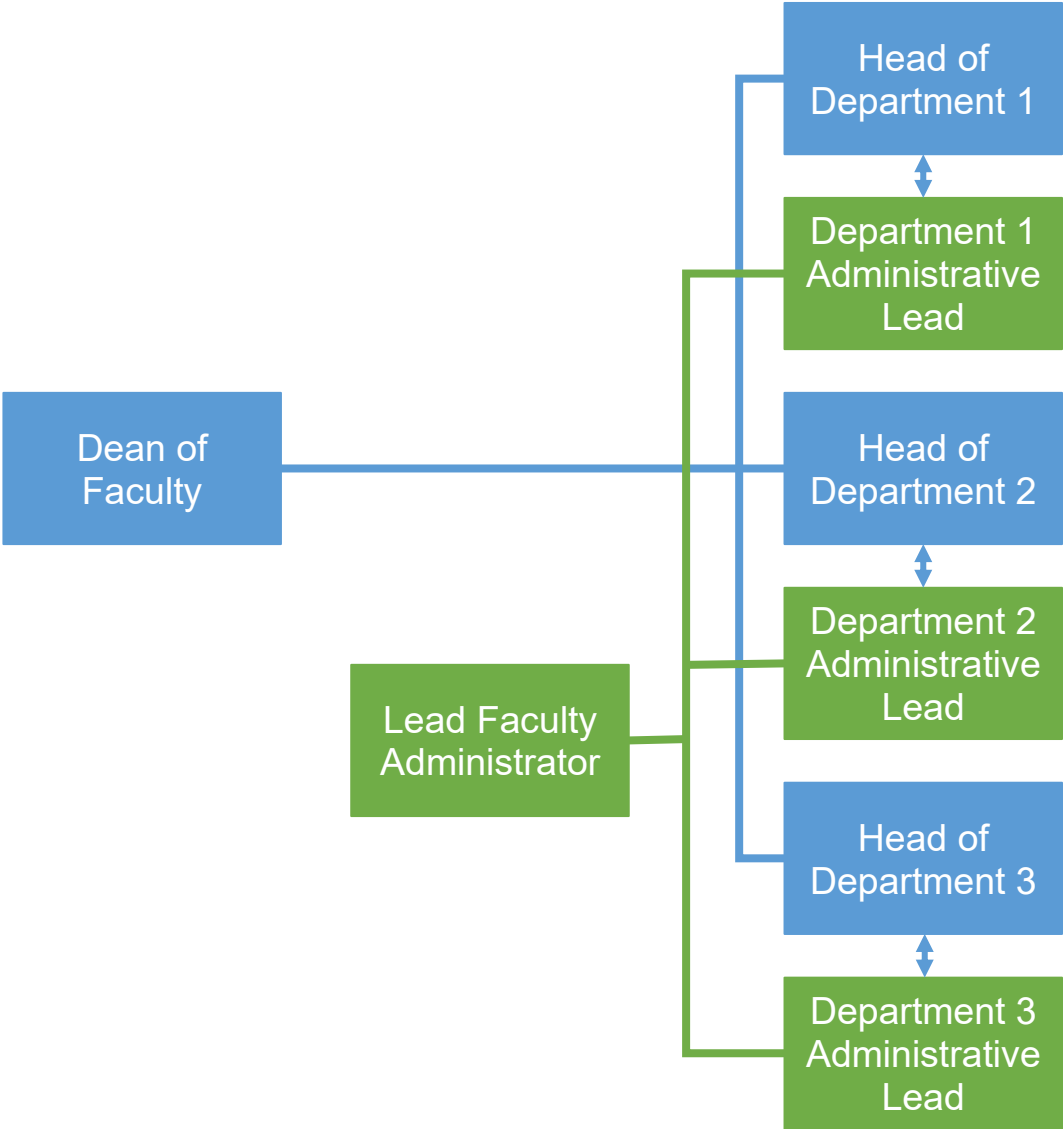 Head of
Department 1
Department 1
Administrative
Lead
Dean of
Faculty
Head of
Department 2
Department 2
Administrative
Lead
Lead Faculty
Administrator
Head of
Department 3
Department 3
Administrative
Lead